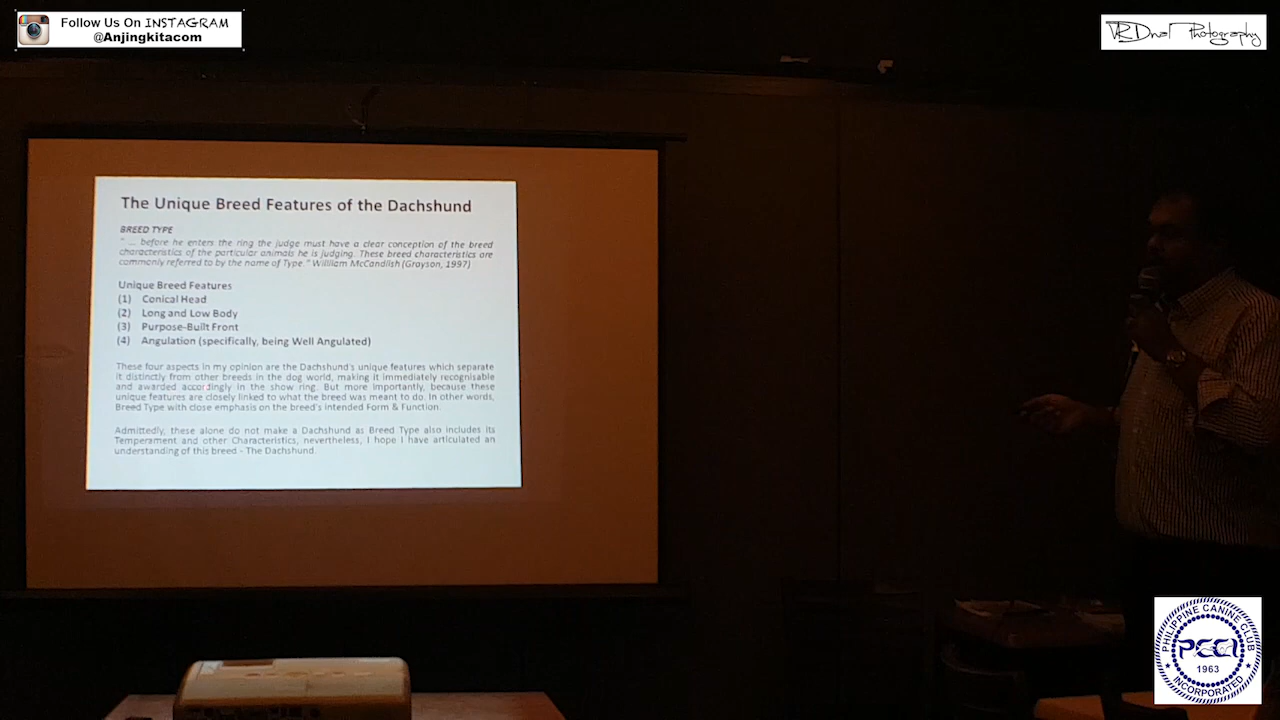 Follow Us On INSTAGRAM
@Anjingkitacom
VRDnal Photography
The Unique Breed Features of the Dachshund
BREED TYPE
" ... before he enters the ring the judge must have a clear conception of the breed
characteristics of the particular animals he is judging. These breed characteristics are
commonly referred to by the name of Type." William McCandlish (Grayson, 1997)
Unique Breed Features
(1) Conical Head
(2) Long and Low Body
(3) Purpose-Built Front
(4) Angulation (specifically, being Well Angulated)
These four aspects in my opinion are the Dachshund's unique features which separate
it distinctly from other breeds in the dog world, making it immediately recognisable
and awarded accordingly in the show ring. But more importantly, because these
unique features are closely linked to what the breed was meant to do. In other words,
Breed Type with close emphasis on the breed's intended Form & Function.
Admittedly, these alone do not make a Dachshund as Breed Type also includes its
Temperament and other Characteristics, nevertheless, I hope I have articulated an
understanding of this breed - The Dachshund.
PHILIPPINE CANINE CLUB
PCCI
1963
INCORPORATED